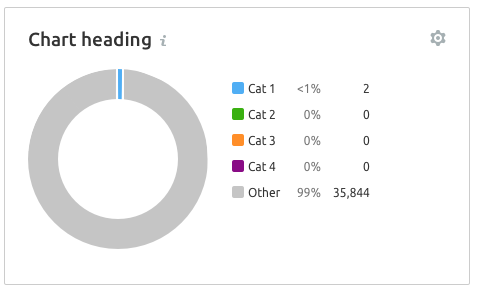 Chart heading i
Cat 1 <1% 2
Cat 2 0% 0
Cat 3 0% 0
Cat 4 0% 0
Other 99% 35,844